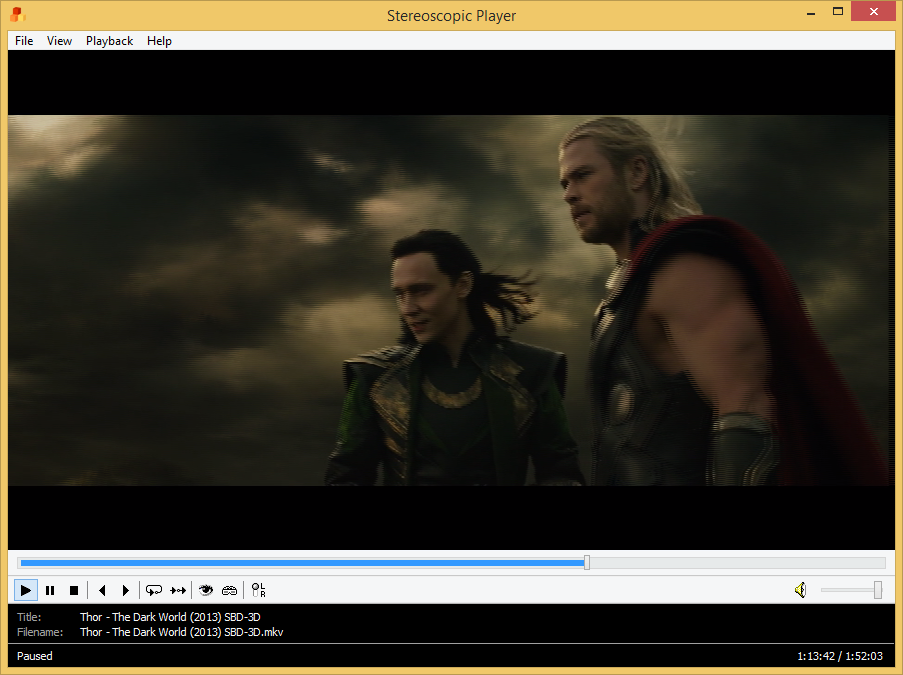 Stereoscopic Player
File View Playback Help
L
R
Title: Thor - The Dark World (2013) SBD-3D
Filename: Thor - The Dark World (2013) SBD-3D.mkv
Paused 1:13:42 / 1:52:03